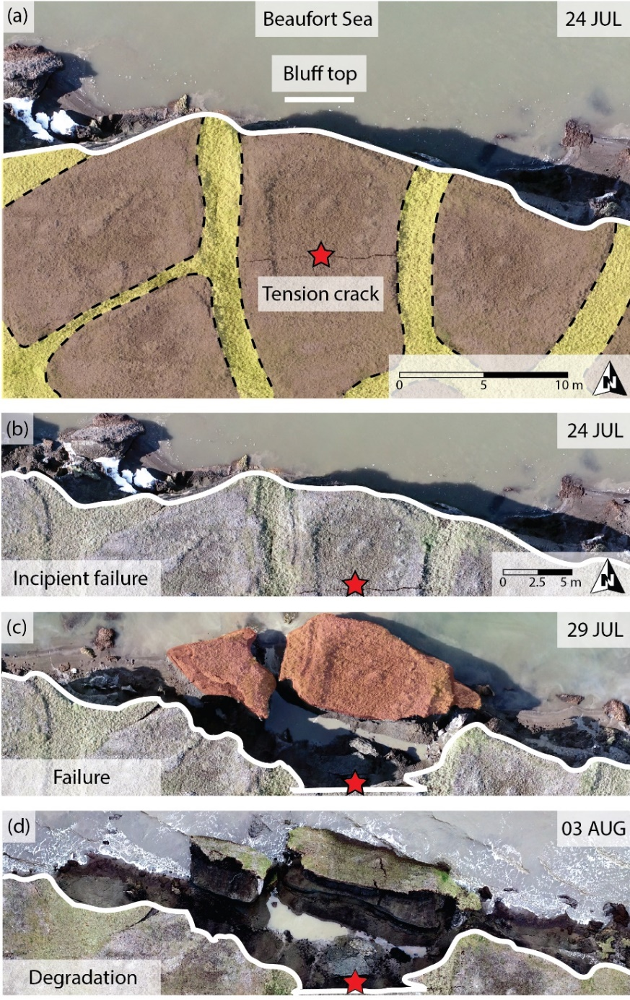 (a)
Beaufort Sea
24 JUL
Bluff top
Tension crack
0 5 10 m
N
(b)
24 JUL
Incipient failure
0 2.5 5 m
N
(c)
29 JUL
Failure
(d)
03 AUG
Degradation